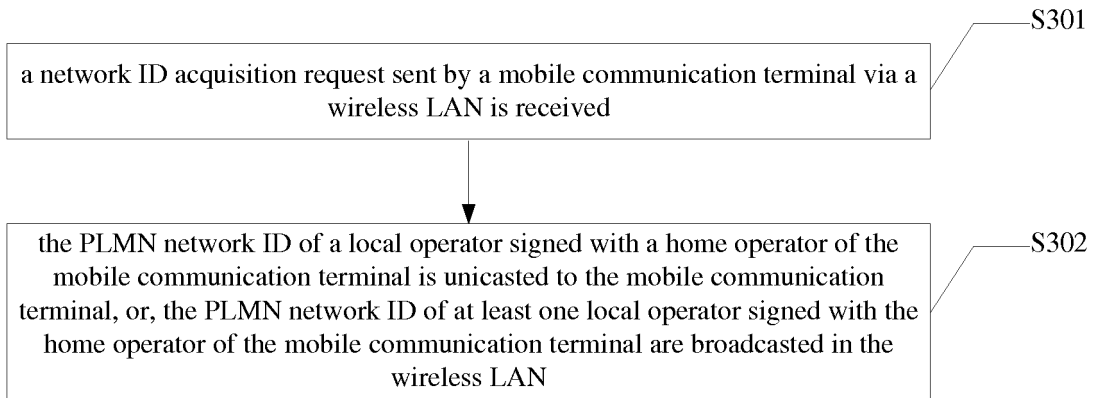 S301
a network ID acquisition request sent by a mobile communication terminal via a
wireless LAN is received
S302
the PLMN network ID of a local operator signed with a home operator of the
mobile communication terminal is unicasted to the mobile communication
terminal, or, the PLMN network ID of at least one local operator signed with the
home operator of the mobile communication terminal are broadcasted in the
wireless LAN